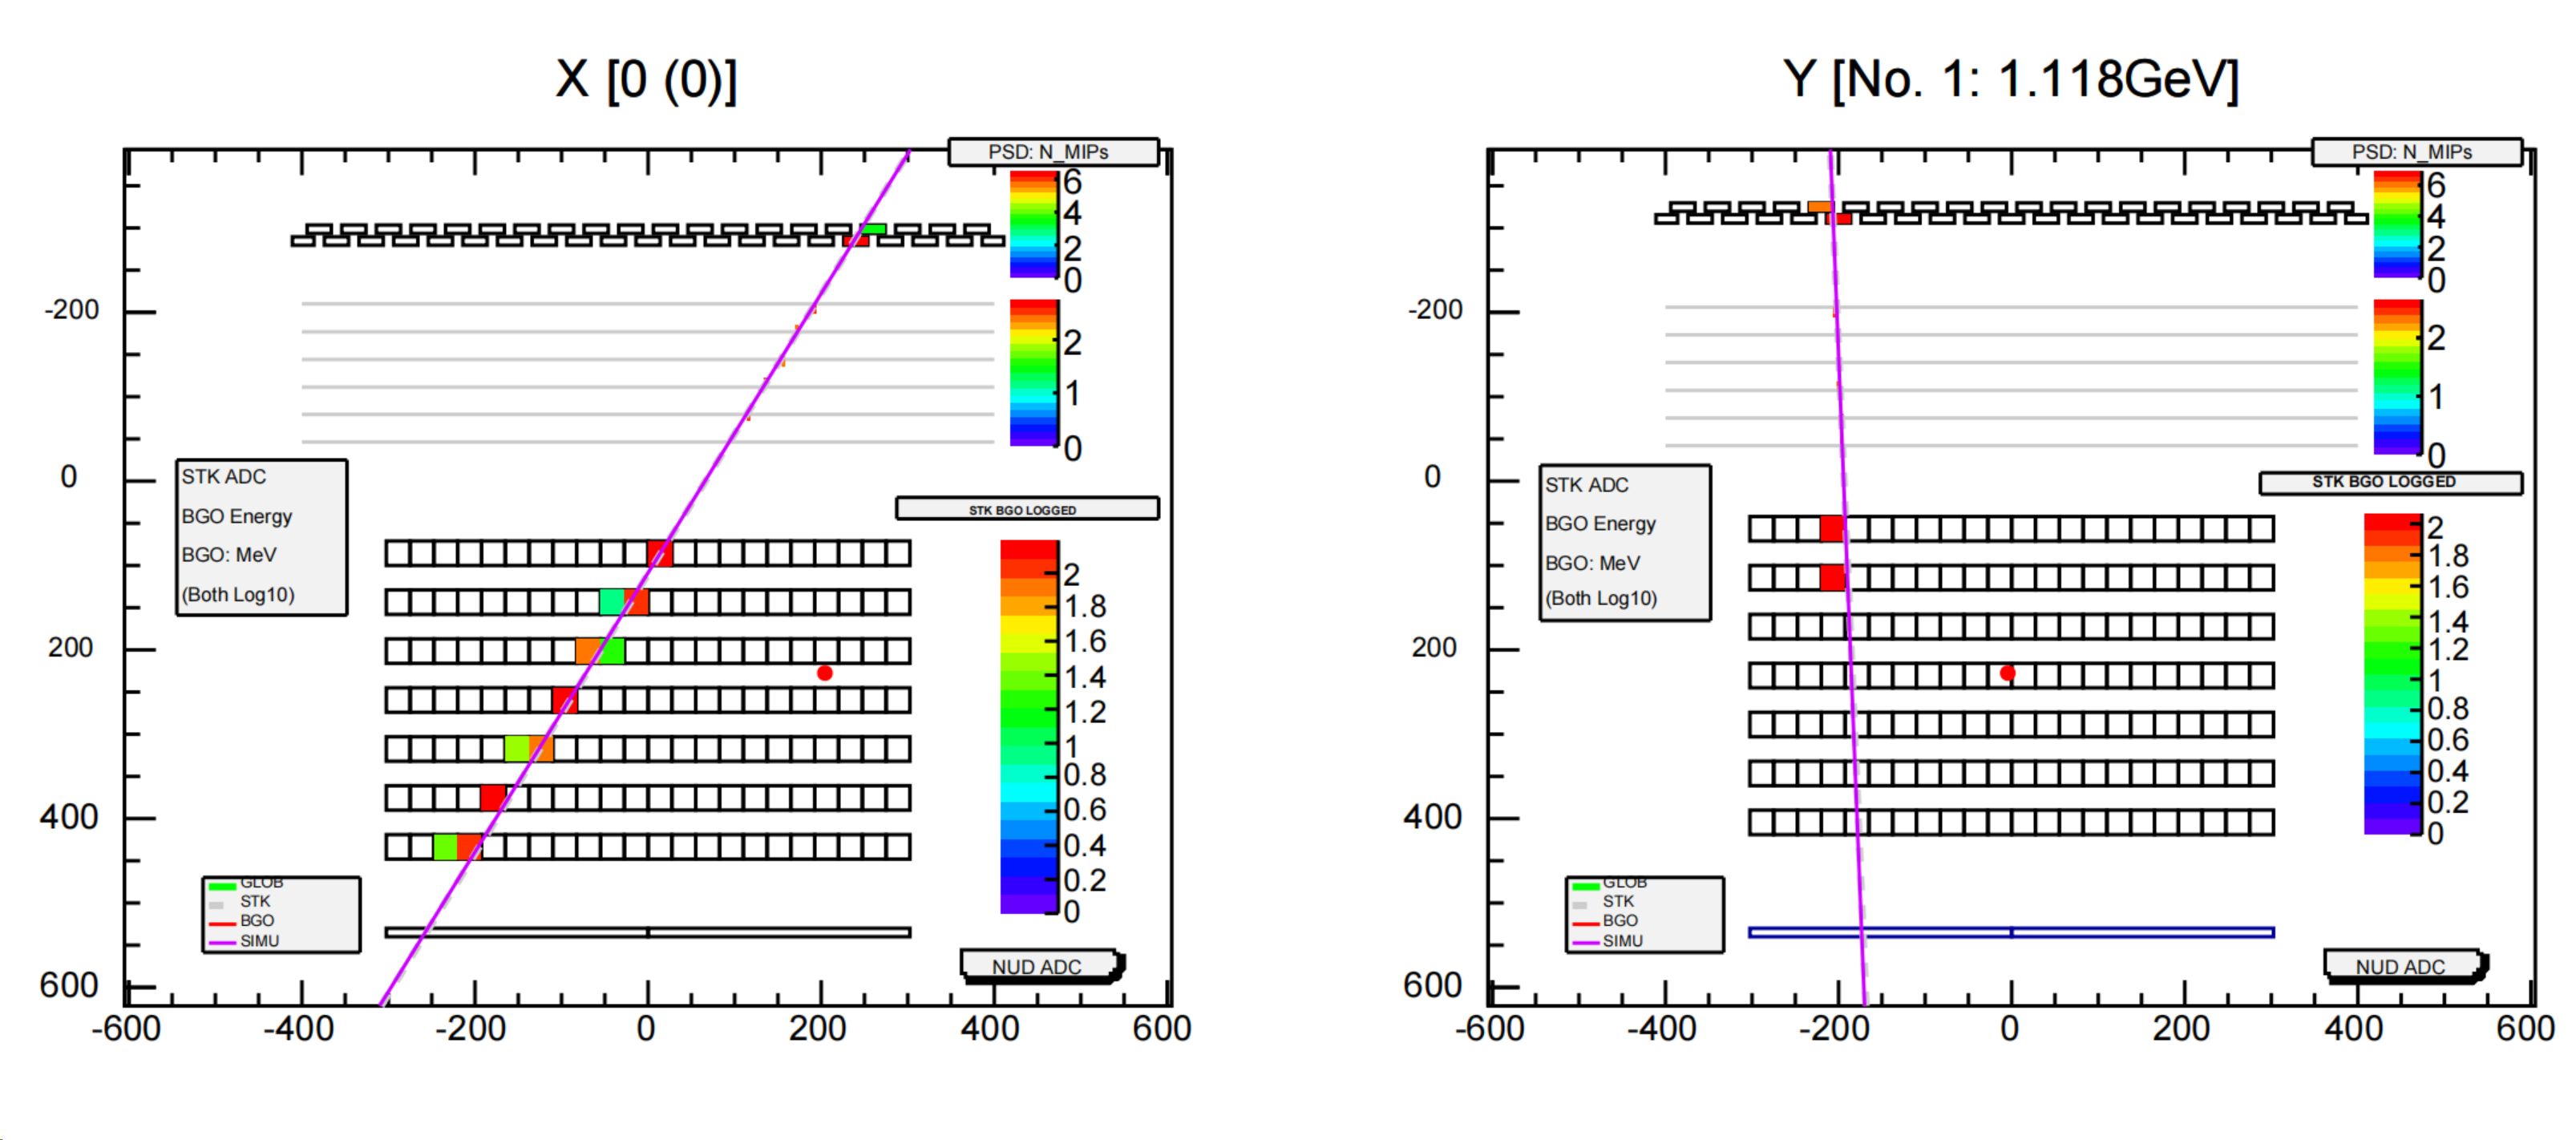 X [0 (0)]
PSD: N_MIPs
6
4
2
0
2
1
0
-200
0
200
400
600
STK ADC
BGO Energy
BGO: MeV
(Both Log10)
STK BGO LOGGED
2
1.8
1.6
1.4
1.2
1
0.8
0.6
0.4
0.2
0
GLOB
STK
BGO
SIMU
NUD ADC
-600 -400 -200 0 200 400 600
Y [No. 1: 1.118GeV]
PSD: N_MIPs
6
4
2
0
2
1
0
-200
0
200
400
600
STK ADC
BGO Energy
BGO: MeV
(Both Log10)
STK BGO LOGGED
2
1.8
1.6
1.4
1.2
1
0.8
0.6
0.4
0.2
0
GLOB
STK
BGO
SIMU
NUD ADC
-600 -400 -200 0 200 400 600